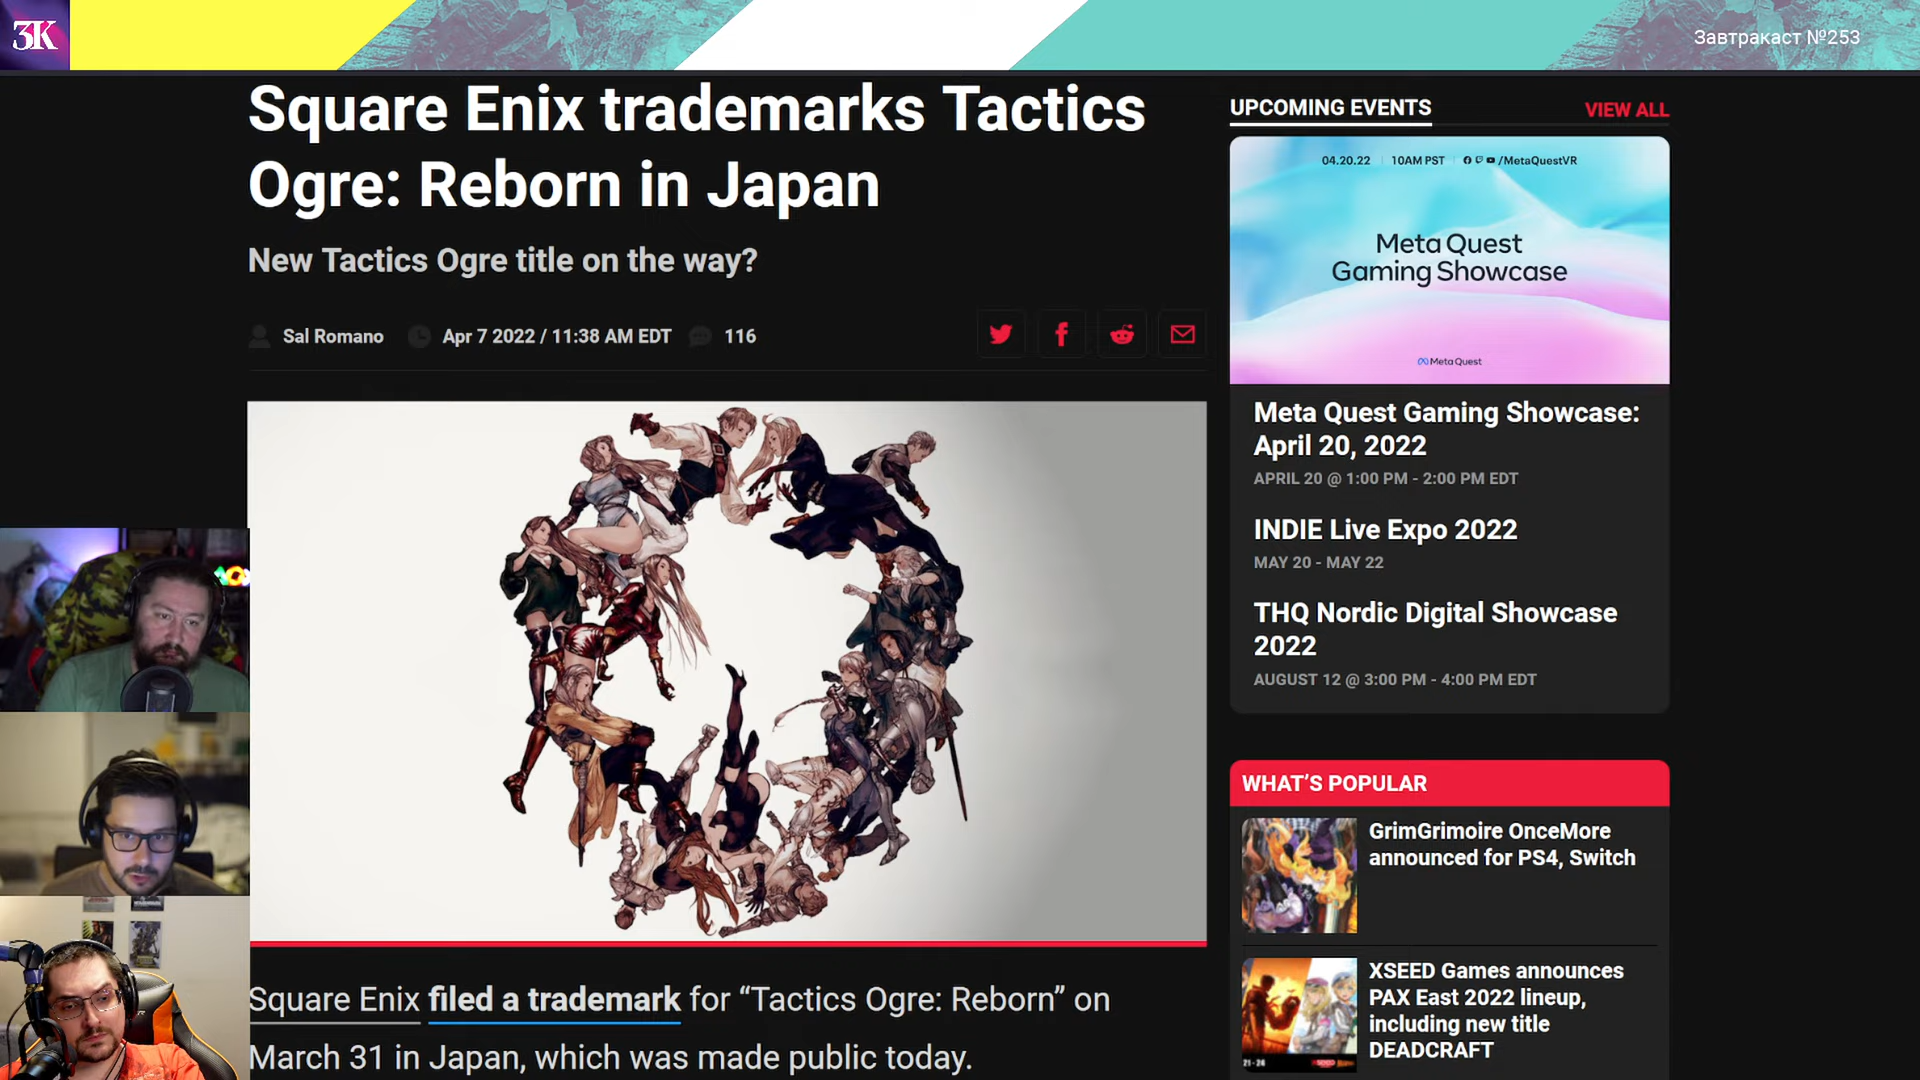 3K
Завтракаст №253
Square Enix trademarks Tactics
Ogre: Reborn in Japan
New Tactics Ogre title on the way?
Sal Romano
Apr 7 2022 / 11:38 AM EDT
116
Square Enix filed a trademark for “Tactics Ogre: Reborn” on
March 31 in Japan, which was made public today.
UPCOMING EVENTS
VIEW ALL
04.20.22 10AM PST /MetaQuestVR
Meta Quest
Gaming Showcase
Meta Quest
Meta Quest Gaming Showcase:
April 20, 2022
APRIL 20 @ 1:00 PM - 2:00 PM EDT
INDIE Live Expo 2022
MAY 20 - MAY 22
THQ Nordic Digital Showcase
2022
AUGUST 12 @ 3:00 PM - 4:00 PM EDT
WHAT’S POPULAR
GrimGrimoire OnceMore
announced for PS4, Switch
XSEED Games announces
PAX East 2022 lineup,
including new title
DEADCRAFT